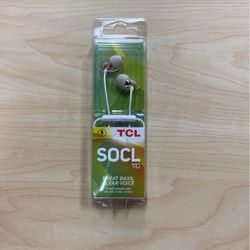 TCL
SOCL
110
GREAT BASS,
CLEAR VOICE